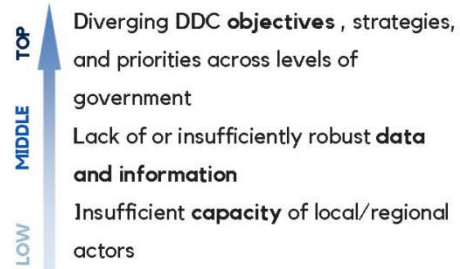 TOP
Diverging DDC objectives , strategies,
and priorities across levels of
government
MIDDLE
Lack of or insufficiently robust data
and information
LOW
Insufficient capacity of local/regional
actors